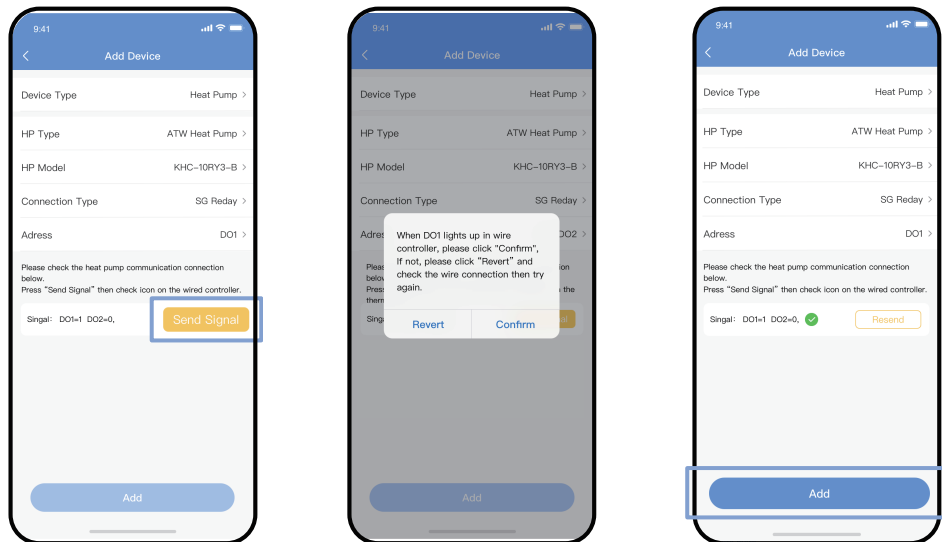 9:41
Add Device
Device Type Heat Pump >
HP Type ATW Heat Pump >
HP Model KHC-10RY3-B >
Connection Type SG Reday >
Adress DO1 >
Please check the heat pump communication connection
below.
Press "Send Signal" then check icon on the wired controller.
Singal: DO1=1 DO2=0, Send Signal
Add
9:41
Add Device
Device Type Heat Pump >
HP Type ATW Heat Pump >
HP Model KHC-10RY3-B >
Connection Type SG Reday >
DO2 >
When DO1 lights up in wire
controller, please click "Confirm",
If not, please click "Revert" and
check the wire connection then try
again.
Revert Confirm
below
the
Add
9:41
Add Device
Device Type Heat Pump >
HP Type ATW Heat Pump >
HP Model KHC-10RY3-B >
Connection Type SG Reday >
Adress DO1 >
Please check the heat pump communication connection
below.
Press "Send Signal" then check icon on the wired controller.
Singal: DO1=1 DO2=0, Resend
Add